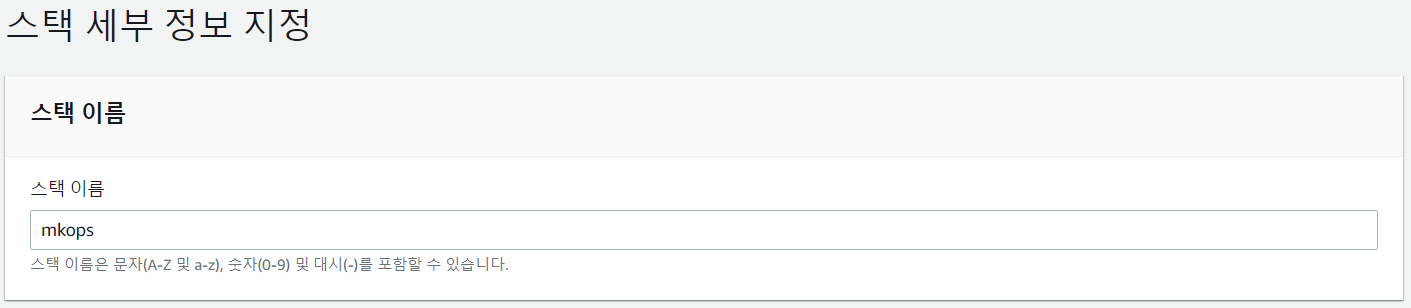 스택 세부 정보 지정
스택 이름
스택 이름
mkops
스택 이름은 문자(A-Z 및 a-z), 숫자(0-9) 및 대시(-)를 포함할 수 있습니다.